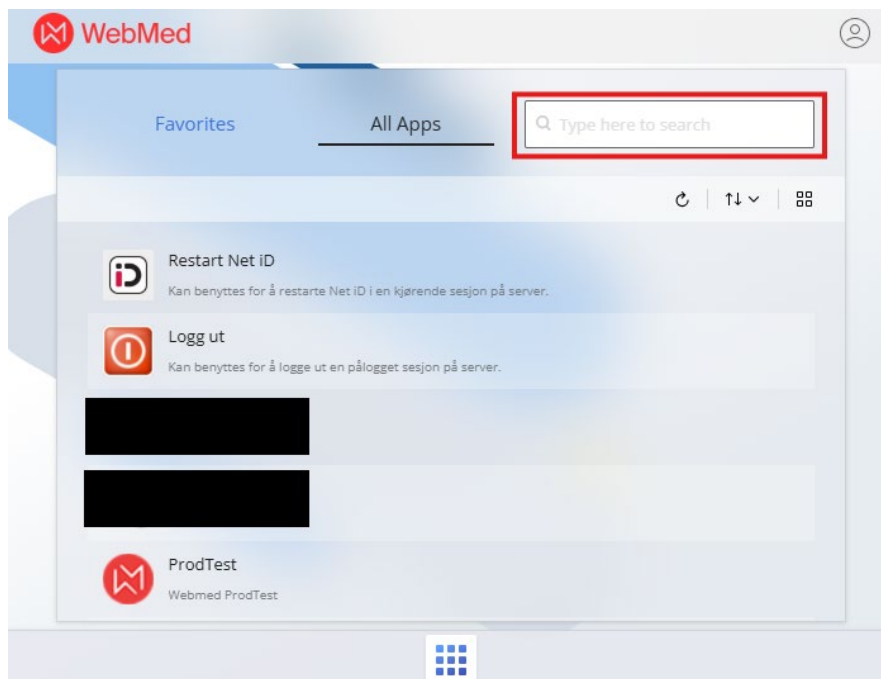 WebMed
Favorites
All Apps
Type here to search
Restart Net iD
Kan benyttes for å restarte Net iD i en kjørende sesjon på server.
Logg ut
Kan benyttes for å logge ut en pålogget sesjon på server.
ProdTest
Webmed ProdTest